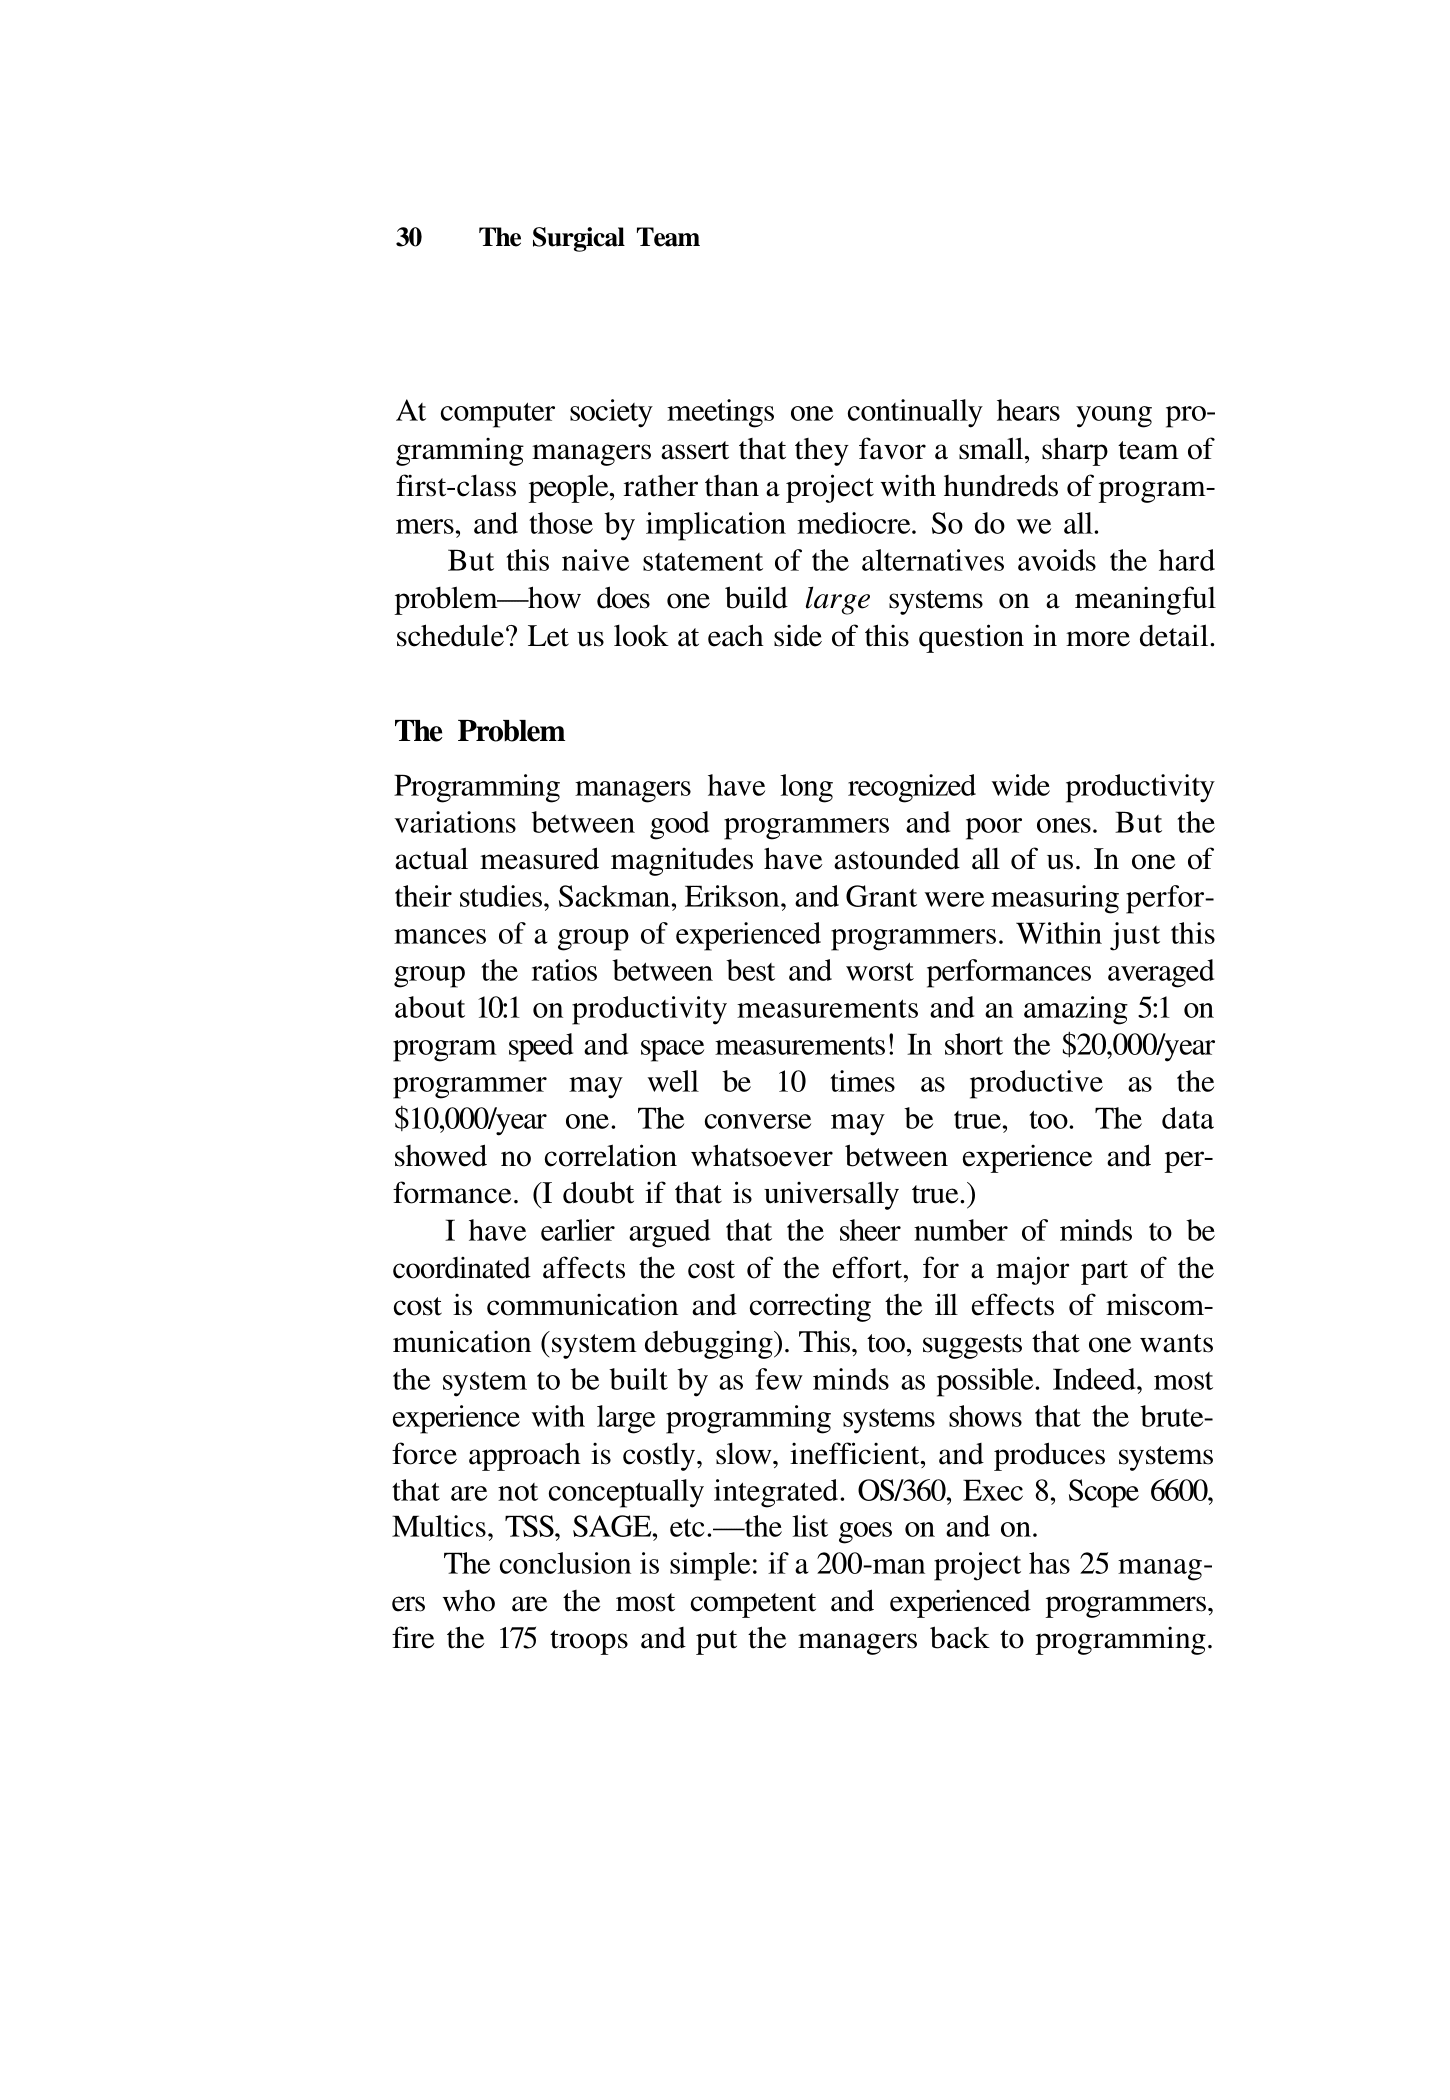 30 The Surgical Team
At computer society meetings one continually hears young pro-
gramming managers assert that they favor a small, sharp team of
first-class people, rather than a project with hundreds of program-
mers, and those by implication mediocre. So do we all.
But this naive statement of the alternatives avoids the hard
problem—how does one build large systems on a meaningful
schedule? Let us look at each side of this question in more detail.
The Problem
Programming managers have long recognized wide productivity
variations between good programmers and poor ones. But the
actual measured magnitudes have astounded all of us. In one of
their studies, Sackman, Erikson, and Grant were measuring perfor-
mances of a group of experienced programmers. Within just this
group the ratios between best and worst performances averaged
about 10:1 on productivity measurements and an amazing 5:1 on
program speed and space measurements! In short the $20,000/year
programmer may well be 10 times as productive as the
$10,000/year one. The converse may be true, too. The data
showed no correlation whatsoever between experience and per-
formance. (I doubt if that is universally true.)
I have earlier argued that the sheer number of minds to be
coordinated affects the cost of the effort, for a major part of the
cost is communication and correcting the ill effects of miscom-
munication (system debugging). This, too, suggests that one wants
the system to be built by as few minds as possible. Indeed, most
experience with large programming systems shows that the brute-
force approach is costly, slow, inefficient, and produces systems
that are not conceptually integrated. OS/360, Exec 8, Scope 6600,
Multics, TSS, SAGE, etc.—the list goes on and on.
The conclusion is simple: if a 200-man project has 25 manag-
ers who are the most competent and experienced programmers,
fire the 175 troops and put the managers back to programming.